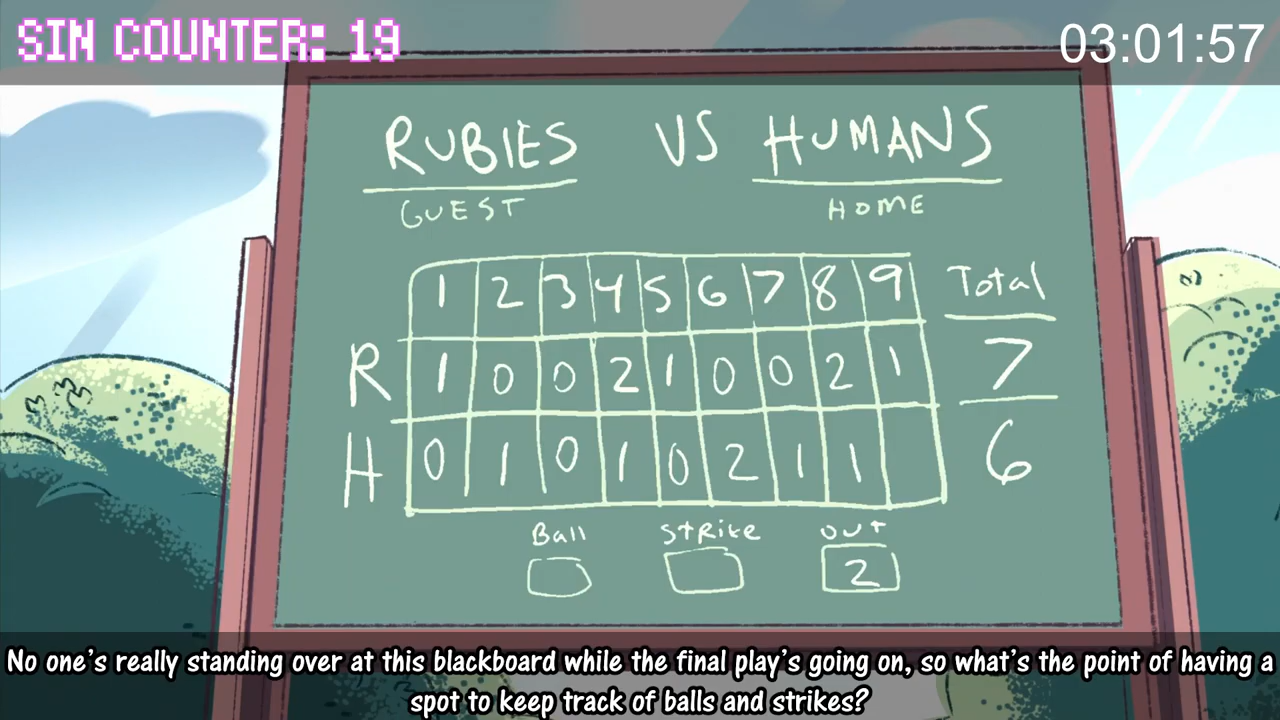 SIN COUNTER: 19
03:01:57
RUBIES VS HUMANS
GUEST HOME
1 2 3 4 5 6 7 8 9 Total
R 1 0 0 2 1 0 0 2 1 7
H 0 1 0 1 0 2 1 1 6
Ball Strike out
2
No one's really standing over at this blackboard while the final play's going on, so what's the point of having a
spot to keep track of balls and strikes?